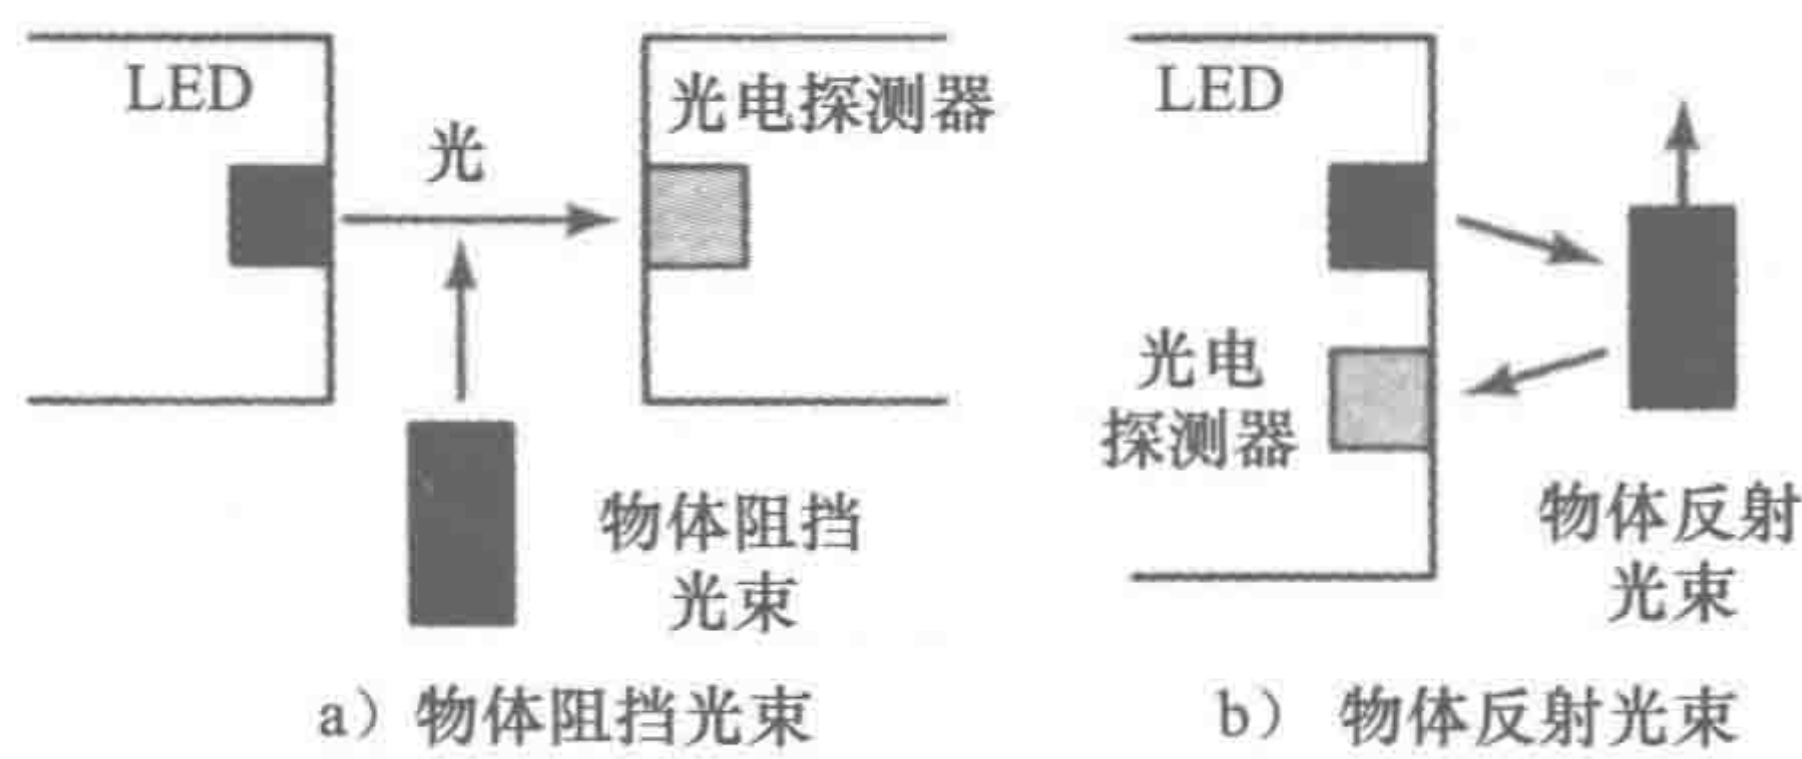 LED
光
光电探测器
物体阻挡
光束
a）物体阻挡光束
LED
光电
探测器
物体反射
光束
b） 物体反射光束